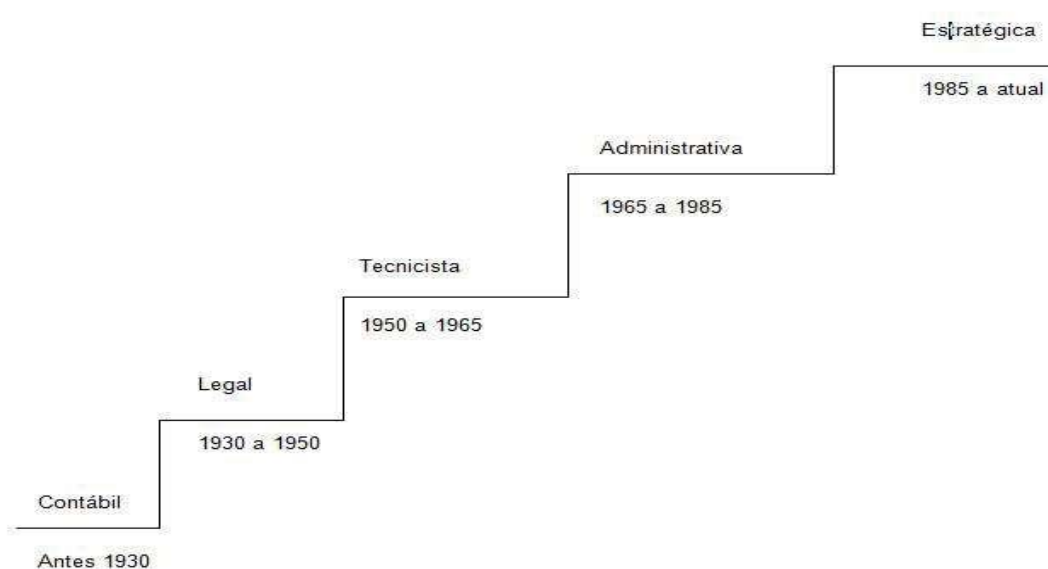 Estratégica
1985 a atual
Administrativa
1965 a 1985
Tecnicista
1950 a 1965
Legal
1930 a 1950
Contábil
Antes 1930